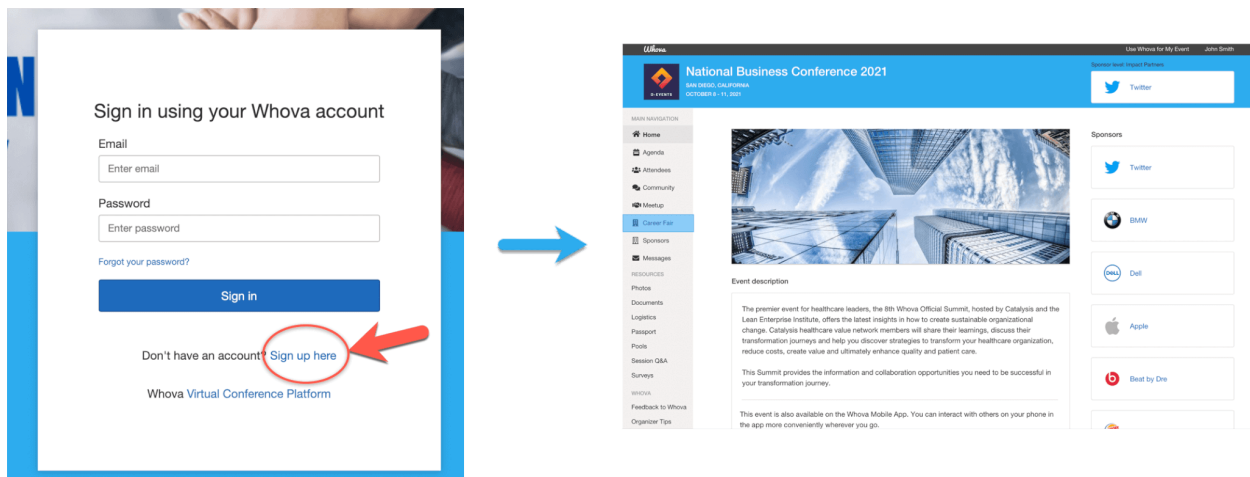 N
Sign in using your Whova account
Email
Enter email
Password
Enter password
Forgot your password?
Sign in
Don't have an account? Sign up here
Whova Virtual Conference Platform
Whova
Use Whova for My Event
John Smith
National Business Conference 2021
SAN DIEGO, CALIFORNIA
OCTOBER 8 - 11, 2021
D-EVENTS
Sponsor level: Impact Partners
Twitter
MAIN NAVIGATION
Home
Agenda
Attendees
Community
Meetup
Career Fair
Sponsors
Messages
RESOURCES
Photos
Documents
Logistics
Passport
Pools
Session Q&A
Surveys
WHOVA
Feedback to Whova
Organizer Tips
Event description
The premier event for healthcare leaders, the 8th Whova Official Summit, hosted by Catalysis and the
Lean Enterprise Institute, offers the latest insights in how to create sustainable organizational
change. Catalysis healthcare value network members will share their learnings, discuss their
transformation journeys and help you discover strategies to transform your healthcare organization,
reduce costs, create value and ultimately enhance quality and patient care.
This Summit provides the information and collaboration opportunities you need to be successful in
your transformation journey.
This event is also available on the Whova Mobile App. You can interact with others on your phone in
the app more conveniently wherever you go.
Sponsors
Twitter
BMW
DELL
Dell
Apple
Beat by Dre